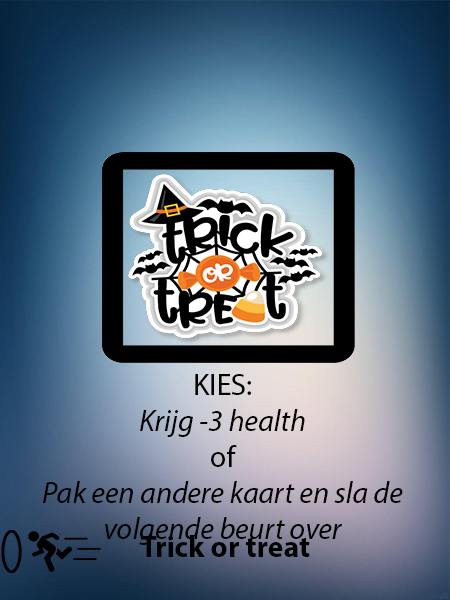 TRICK
OR
TREAT
KIES:
Krijg -3 health
of
Pak een andere kaart en sla de
volgende beurt over
Trick or treat